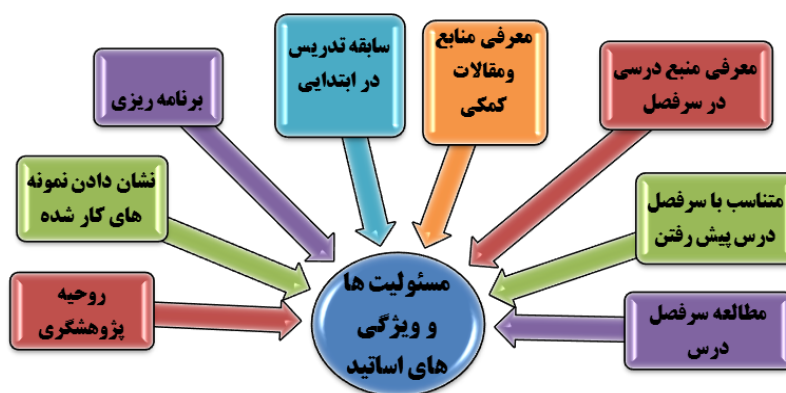 معرفی منبع درسی
در سرفصل
معرفی منابع
ومقالات
کمکی
سابقه تدریس
در ابتدایی
برنامه ریزی
متناسب با سرفصل
درس پیش رفتن
نشان دادن نمونه
های کار شده
مطالعه سرفصل
درس
روحیه
پژوهشگری
مسئولیت ها
و ویژگی
های اساتید